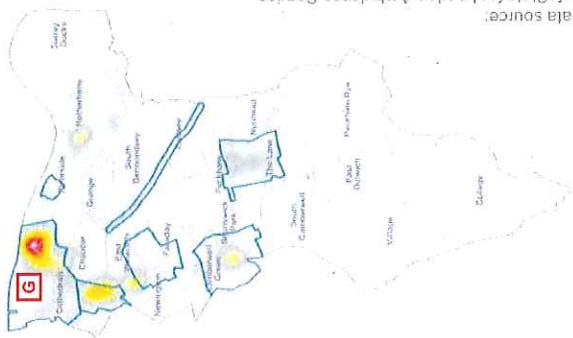 Surrey
Docks
Rotherhithe
Riverside
Grange
South
Bermondsey
G
Cathedrals
Chaucer
East
Walworth
Faraday
Newington
Livesey
Peckham
Nunhead
The Lane
Camberwell
Green
Brunswick
Park
South
Camberwell
Peckham Rye
East
Dulwich
Village
College
ata source: